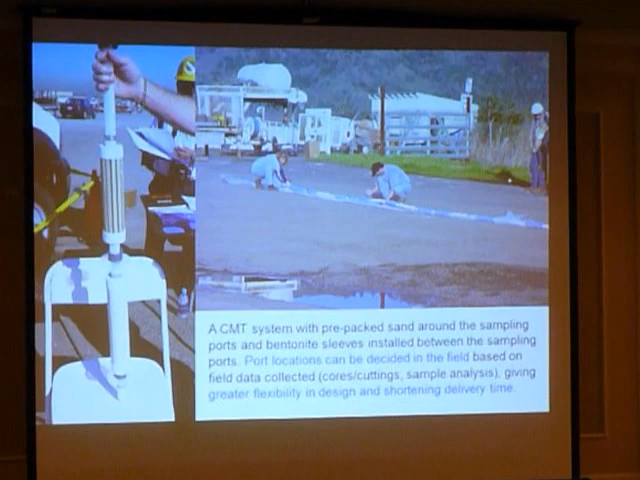 A CMT system with pre-packed sand around the sampling
ports and bentonite sleeves installed between the sampling
ports. Port locations can be decided in the field based on
field data collected (cores/cuttings, sample analysis), giving
greater flexibility in design and shortening delivery time.